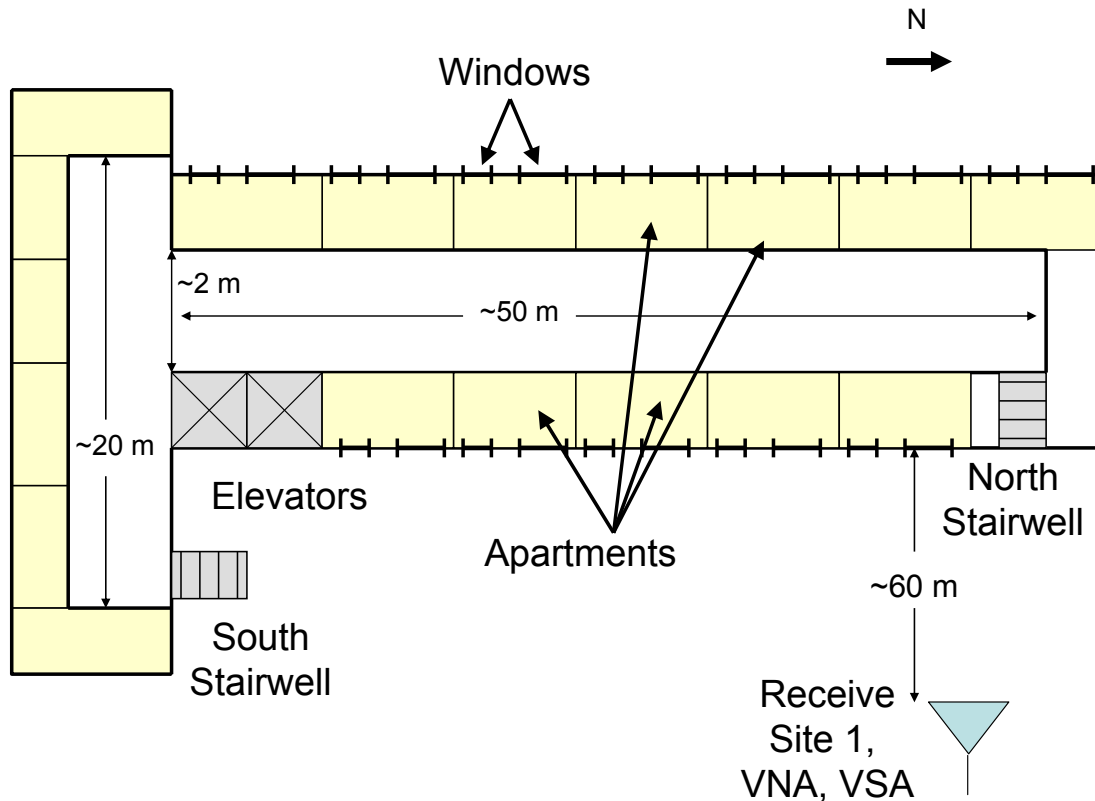 N
Windows
~2 m
~50 m
~20 m
Elevators
North
Stairwell
Apartments
~60 m
South
Stairwell
Receive
Site 1,
VNA, VSA